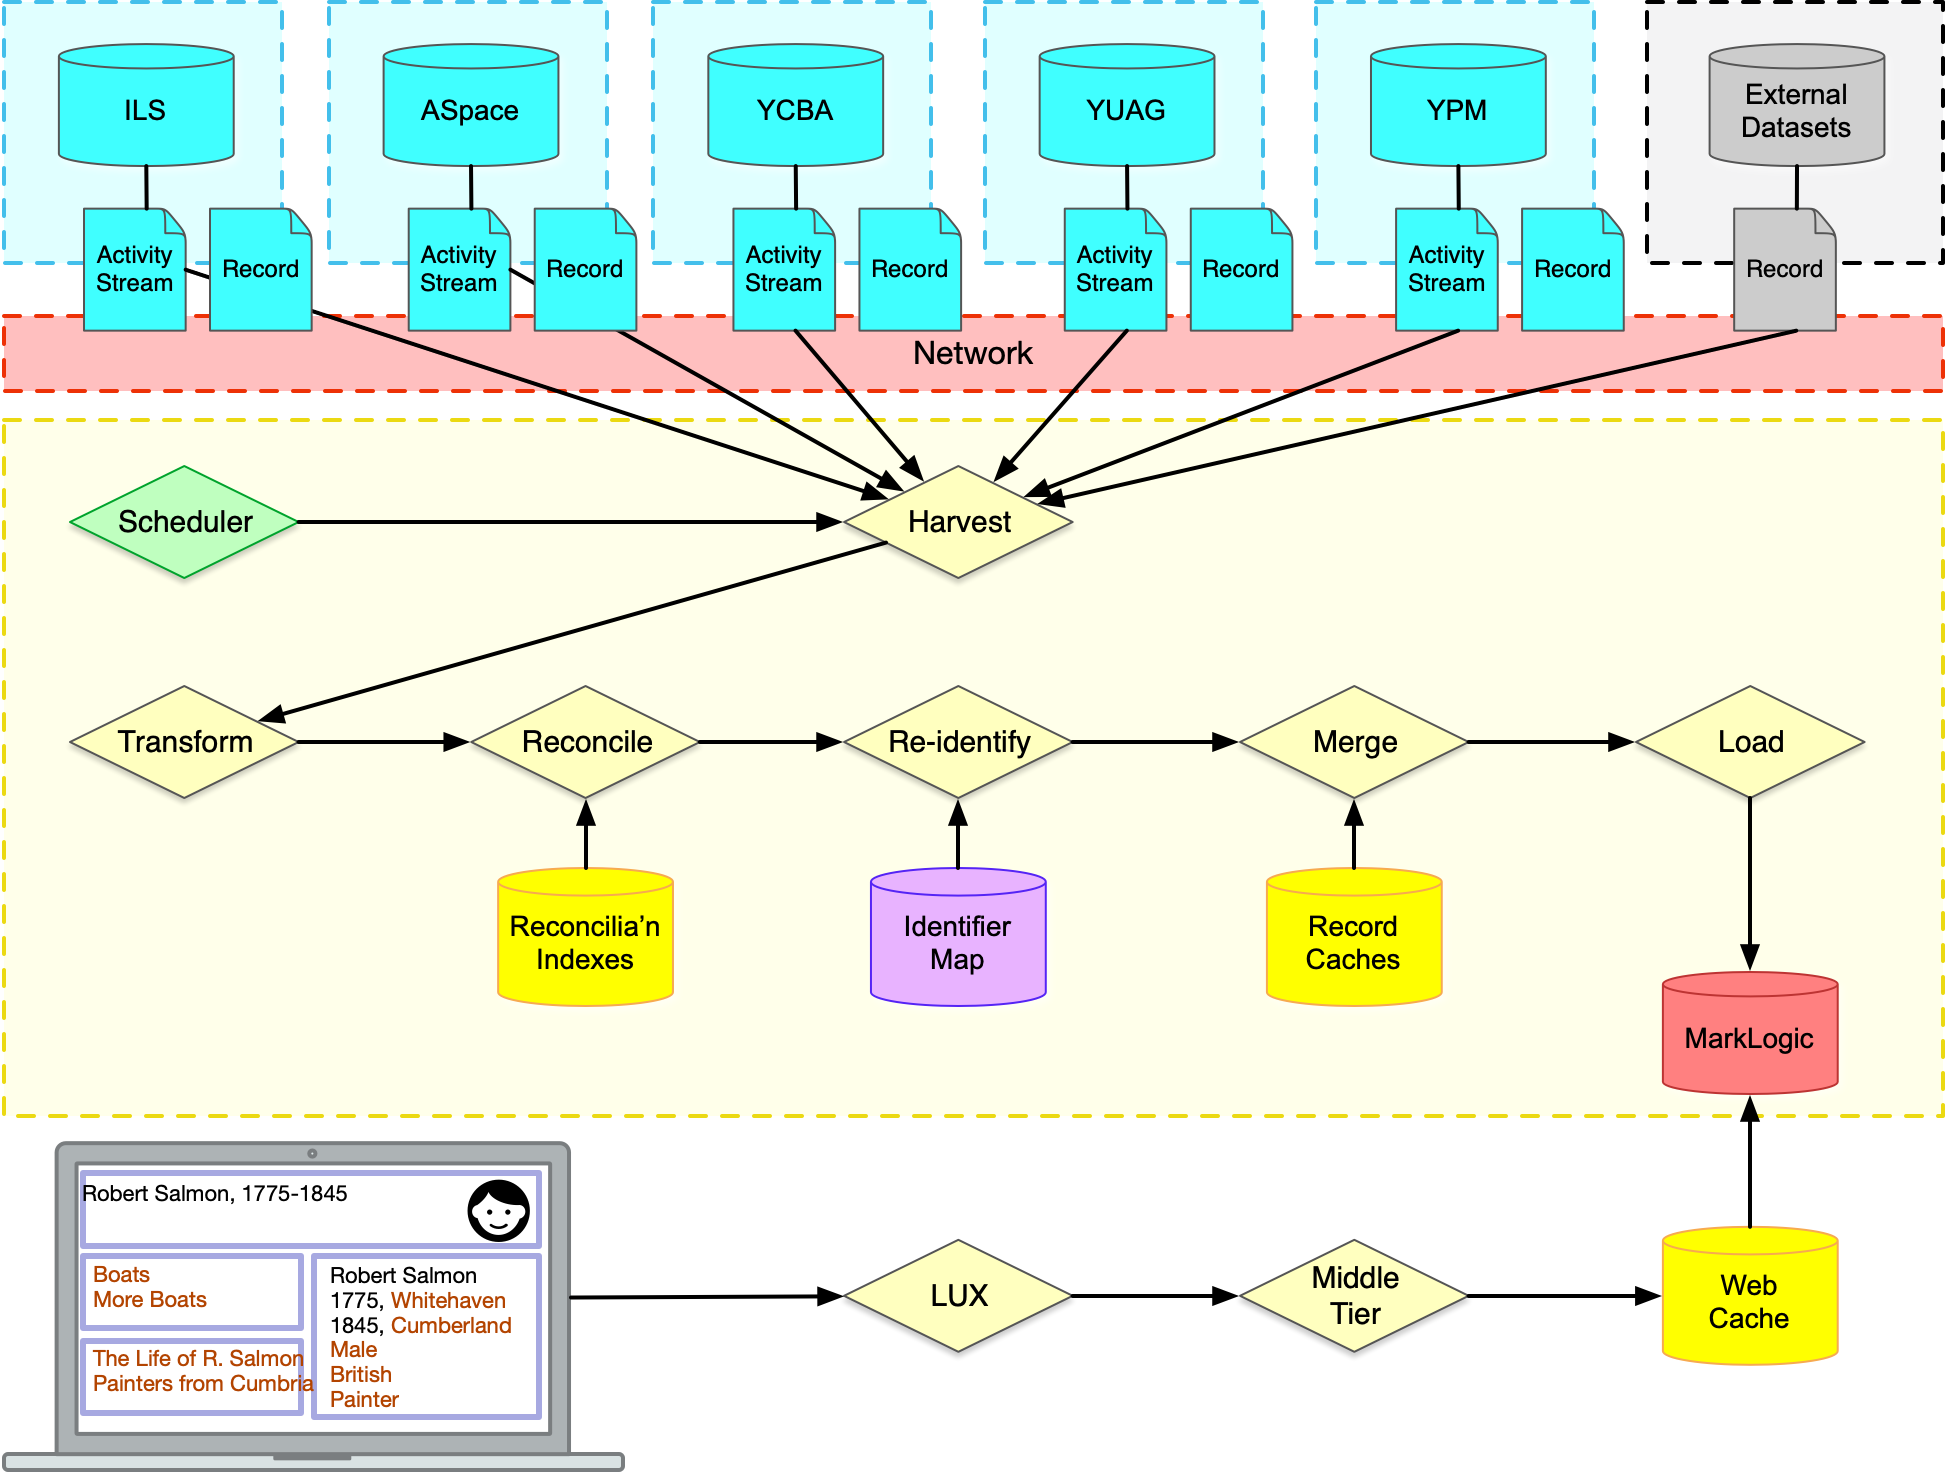 ILS
ASpace
YCBA
YUAG
YPM
External
Datasets
Activity
Stream
Record
Activity
Stream
Record
Activity
Stream
Record
Activity
Stream
Record
Activity
Stream
Record
Record
Network
Scheduler
Harvest
Transform
Reconcile
Re-identify
Merge
Load
Reconcilia’n
Indexes
Identifier
Map
Record
Caches
MarkLogic
Robert Salmon, 1775-1845
Boats
More Boats
The Life of R. Salmon
Painters from Cumbria
Robert Salmon
1775, Whitehaven
1845, Cumberland
Male
British
Painter
LUX
Middle
Tier
Web
Cache